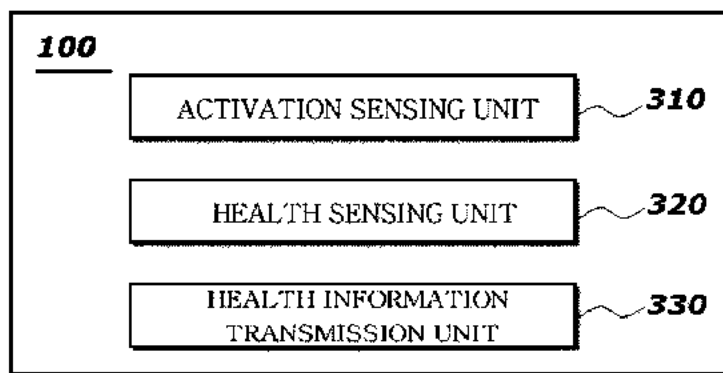 100
ACTIVATION SENSING UNIT
310
HEALTH SENSING UNIT
320
HEALTH INFORMATION
TRANSMISSION UNIT
330